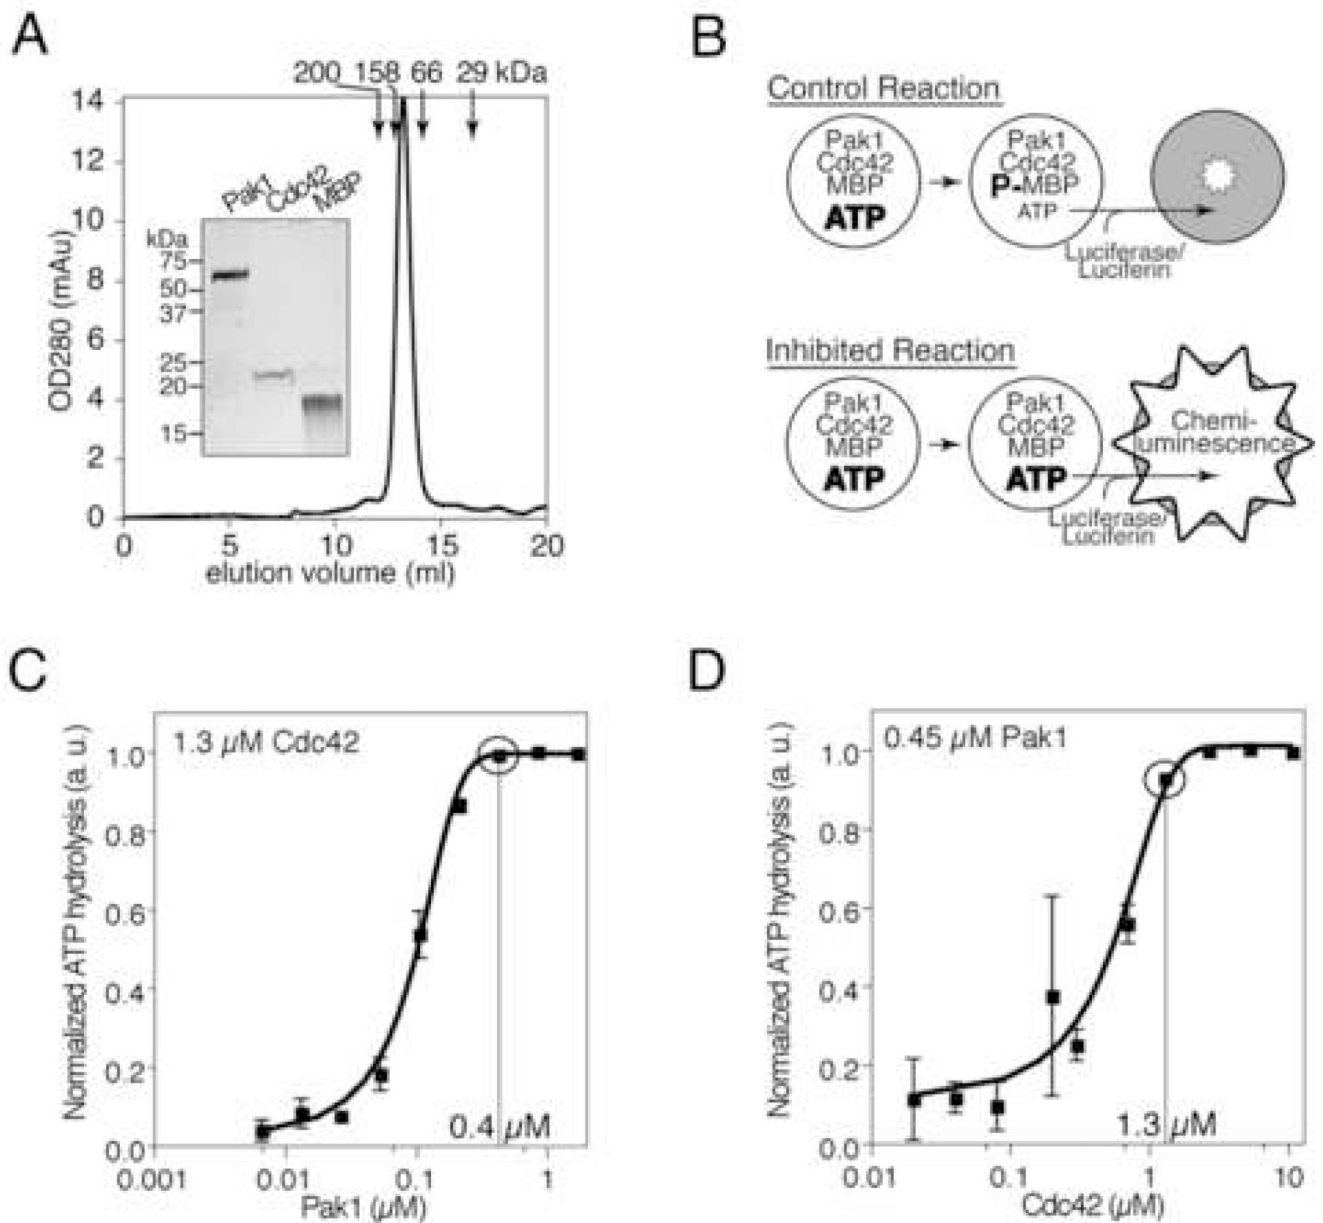 A
200 158 66 29 kDa
14
12
10
8
6
4
2
0
OD280 (mAu)
Pak1
Cdc42
MBP
kDa
75
50
37
25
20
15
0 5 10 15 20
elution volume (ml)
B
Control Reaction
Pak1
Cdc42
MBP
ATP
Pak1
Cdc42
P-MBP
ATP
Luciferase/
Luciferin
Inhibited Reaction
Pak1
Cdc42
MBP
ATP
Pak1
Cdc42
MBP
ATP
Luciferase/
Luciferin
Chemi-
luminescence
C
Normalized ATP hydrolysis (a. u.)
1.3 µM Cdc42
1.0
0.8
0.6
0.4
0.2
0.0
0.4 µM
0.001 0.01 0.1 1
Pak1 (µM)
D
Normalized ATP hydrolysis (a. u.)
0.45 µM Pak1
1.0
0.8
0.6
0.4
0.2
0.0
1.3 µM
0.01 0.1 1 10
Cdc42 (µM)